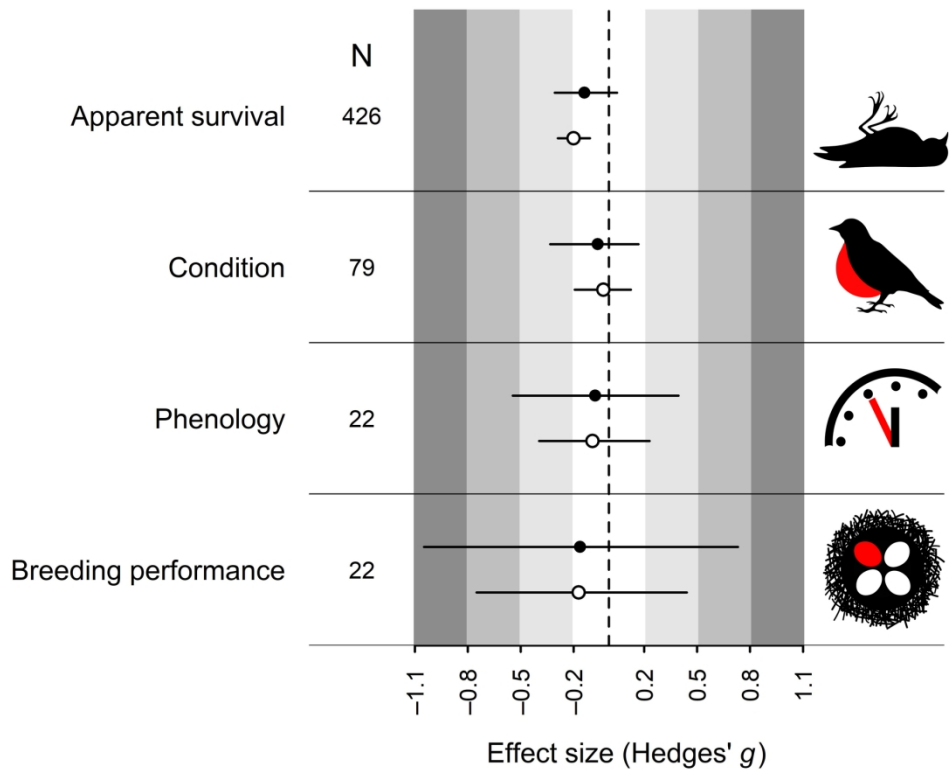 N
Apparent survival 426
Condition 79
Phenology 22
Breeding performance 22
−1.1 −0.8 −0.5 −0.2 0.2 0.5 0.8 1.1
Effect size (Hedges' g)